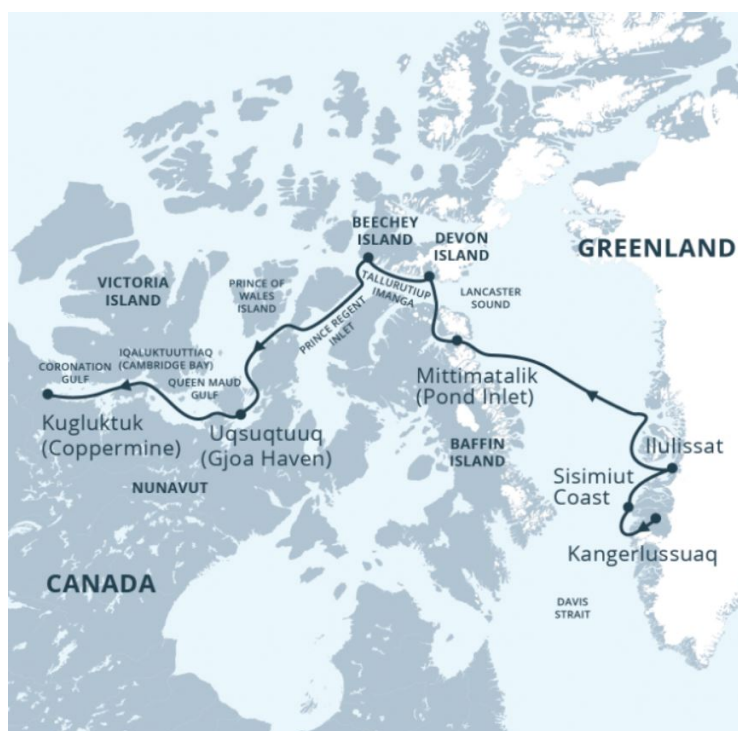 BEECHEY
ISLAND
DEVON
ISLAND
GREENLAND
VICTORIA
ISLAND
PRINCE OF
WALES
ISLAND
TALLURUTIUP
IMANGA
LANCASTER
SOUND
PRINCE REGENT
INLET
IQALUKTUUTTIAQ
(CAMBRIDGE BAY)
CORONATION
GULF
QUEEN MAUD
GULF
Mittimatalik
(Pond Inlet)
Kugluktuk
(Coppermine)
Uqsuqtuuq
(Gjoa Haven)
BAFFIN
ISLAND
Ilulissat
Sisimiut
Coast
NUNAVUT
Kangerlussuaq
CANADA
DAVIS
STRAIT